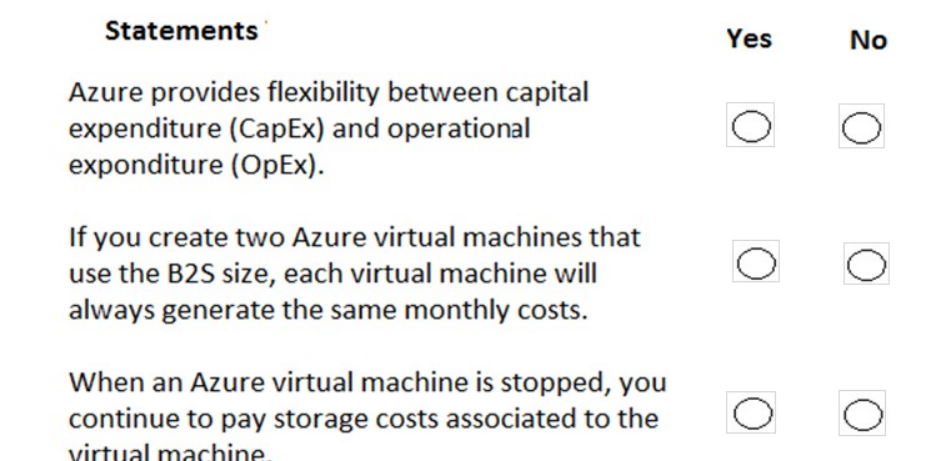 Statements
Yes No
Azure provides flexibility between capital
expenditure (CapEx) and operational
exponditure (OpEx).
If you create two Azure virtual machines that
use the B2S size, each virtual machine will
always generate the same monthly costs.
When an Azure virtual machine is stopped, you
continue to pay storage costs associated to the
virtual machine.